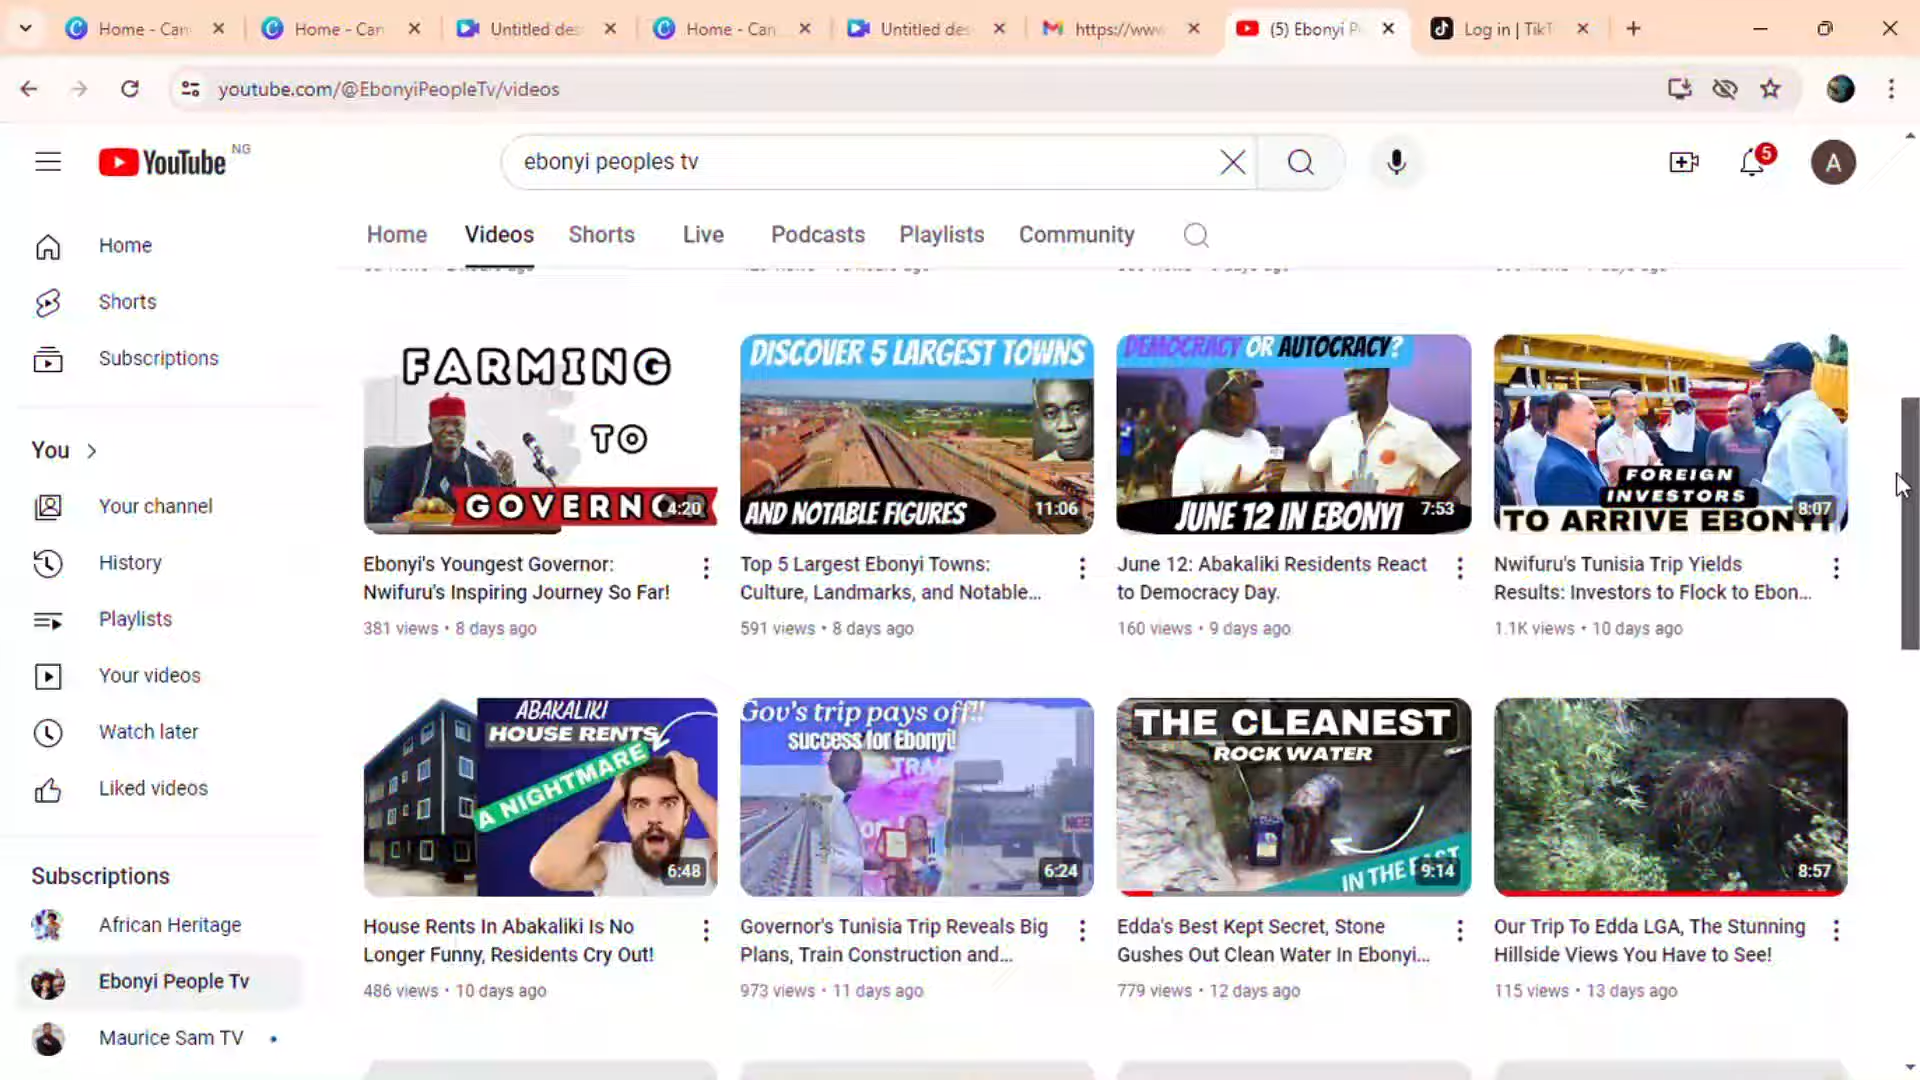 Home - Can
Home - Can
Untitled des
Home - Can
Untitled des
https://www
(5) Ebonyi P
Log in | TikT
youtube.com/@EbonyiPeopleTv/videos
YouTube NG
ebonyi peoples tv
5
A
Home
Videos
Shorts
Live
Podcasts
Playlists
Community
Home
Shorts
Subscriptions
You
Your channel
History
Playlists
Your videos
Watch later
Liked videos
Subscriptions
African Heritage
Ebonyi People Tv
Maurice Sam TV
FARMING
TO
GOVERNO
4:20
Ebonyi's Youngest Governor:
Nwifuru's Inspiring Journey So Far!
381 views • 8 days ago
DISCOVER 5 LARGEST TOWNS
AND NOTABLE FIGURES
11:06
Top 5 Largest Ebonyi Towns:
Culture, Landmarks, and Notable...
591 views • 8 days ago
DEMOCRACY OR AUTOCRACY?
JUNE 12 IN EBONYI
7:53
June 12: Abakaliki Residents React
to Democracy Day.
160 views • 9 days ago
FOREIGN
INVESTORS
TO ARRIVE EBONYI
8:07
Nwifuru's Tunisia Trip Yields
Results: Investors to Flock to Ebon...
1.1K views • 10 days ago
ABAKALIKI
HOUSE RENTS
A NIGHTMARE
6:48
House Rents In Abakaliki Is No
Longer Funny, Residents Cry Out!
486 views • 10 days ago
Gov's trip pays off!!
success for Ebonyi!
TRA
6:24
Governor's Tunisia Trip Reveals Big
Plans, Train Construction and...
973 views • 11 days ago
THE CLEANEST
ROCK WATER
IN THE EAST
9:14
Edda's Best Kept Secret, Stone
Gushes Out Clean Water In Ebonyi...
779 views • 12 days ago
8:57
Our Trip To Edda LGA, The Stunning
Hillside Views You Have to See!
115 views • 13 days ago